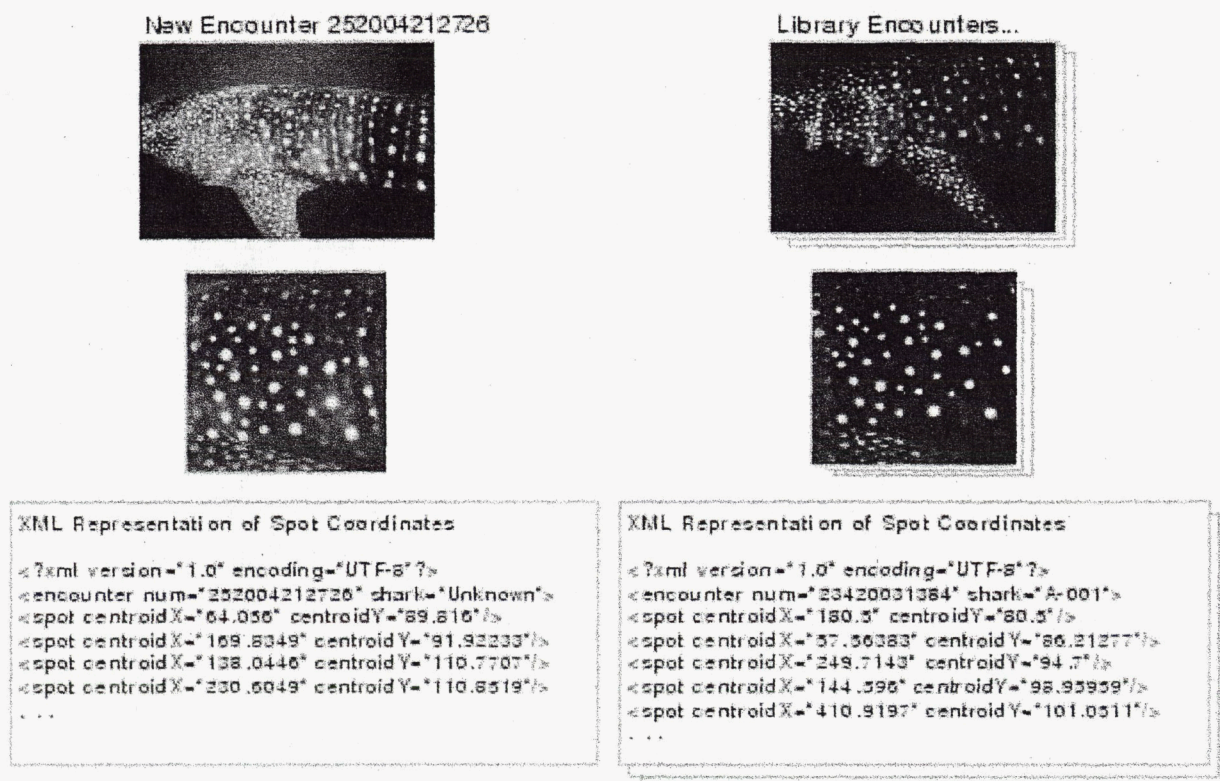 New Encounter 252004212726
Library Encounters...
XML Representation of Spot Coordinates
<?xml version="1.0" encoding="UTF-8"?>
<encounter num="252004212726" shark="Unknown">
<spot centroidX="64.056" centroidY="89.816"/>
<spot centroidX="169.8349" centroidY="91.92233"/>
<spot centroidX="138.0446" centroidY="110.7707"/>
<spot centroidX="230.6049" centroidY="110.8519"/>
. . .
XML Representation of Spot Coordinates
<?xml version="1.0" encoding="UTF-8"?>
<encounter num="23420031384" shark="A-001">
<spot centroidX="180.5" centroidY="80.5"/>
<spot centroidX="57.56383" centroidY="86.21277"/>
<spot centroidX="249.7143" centroidY="94.7"/>
<spot centroidX="144.596" centroidY="98.95959"/>
<spot centroidX="410.9197" centroidY="101.0511"/>
. . .